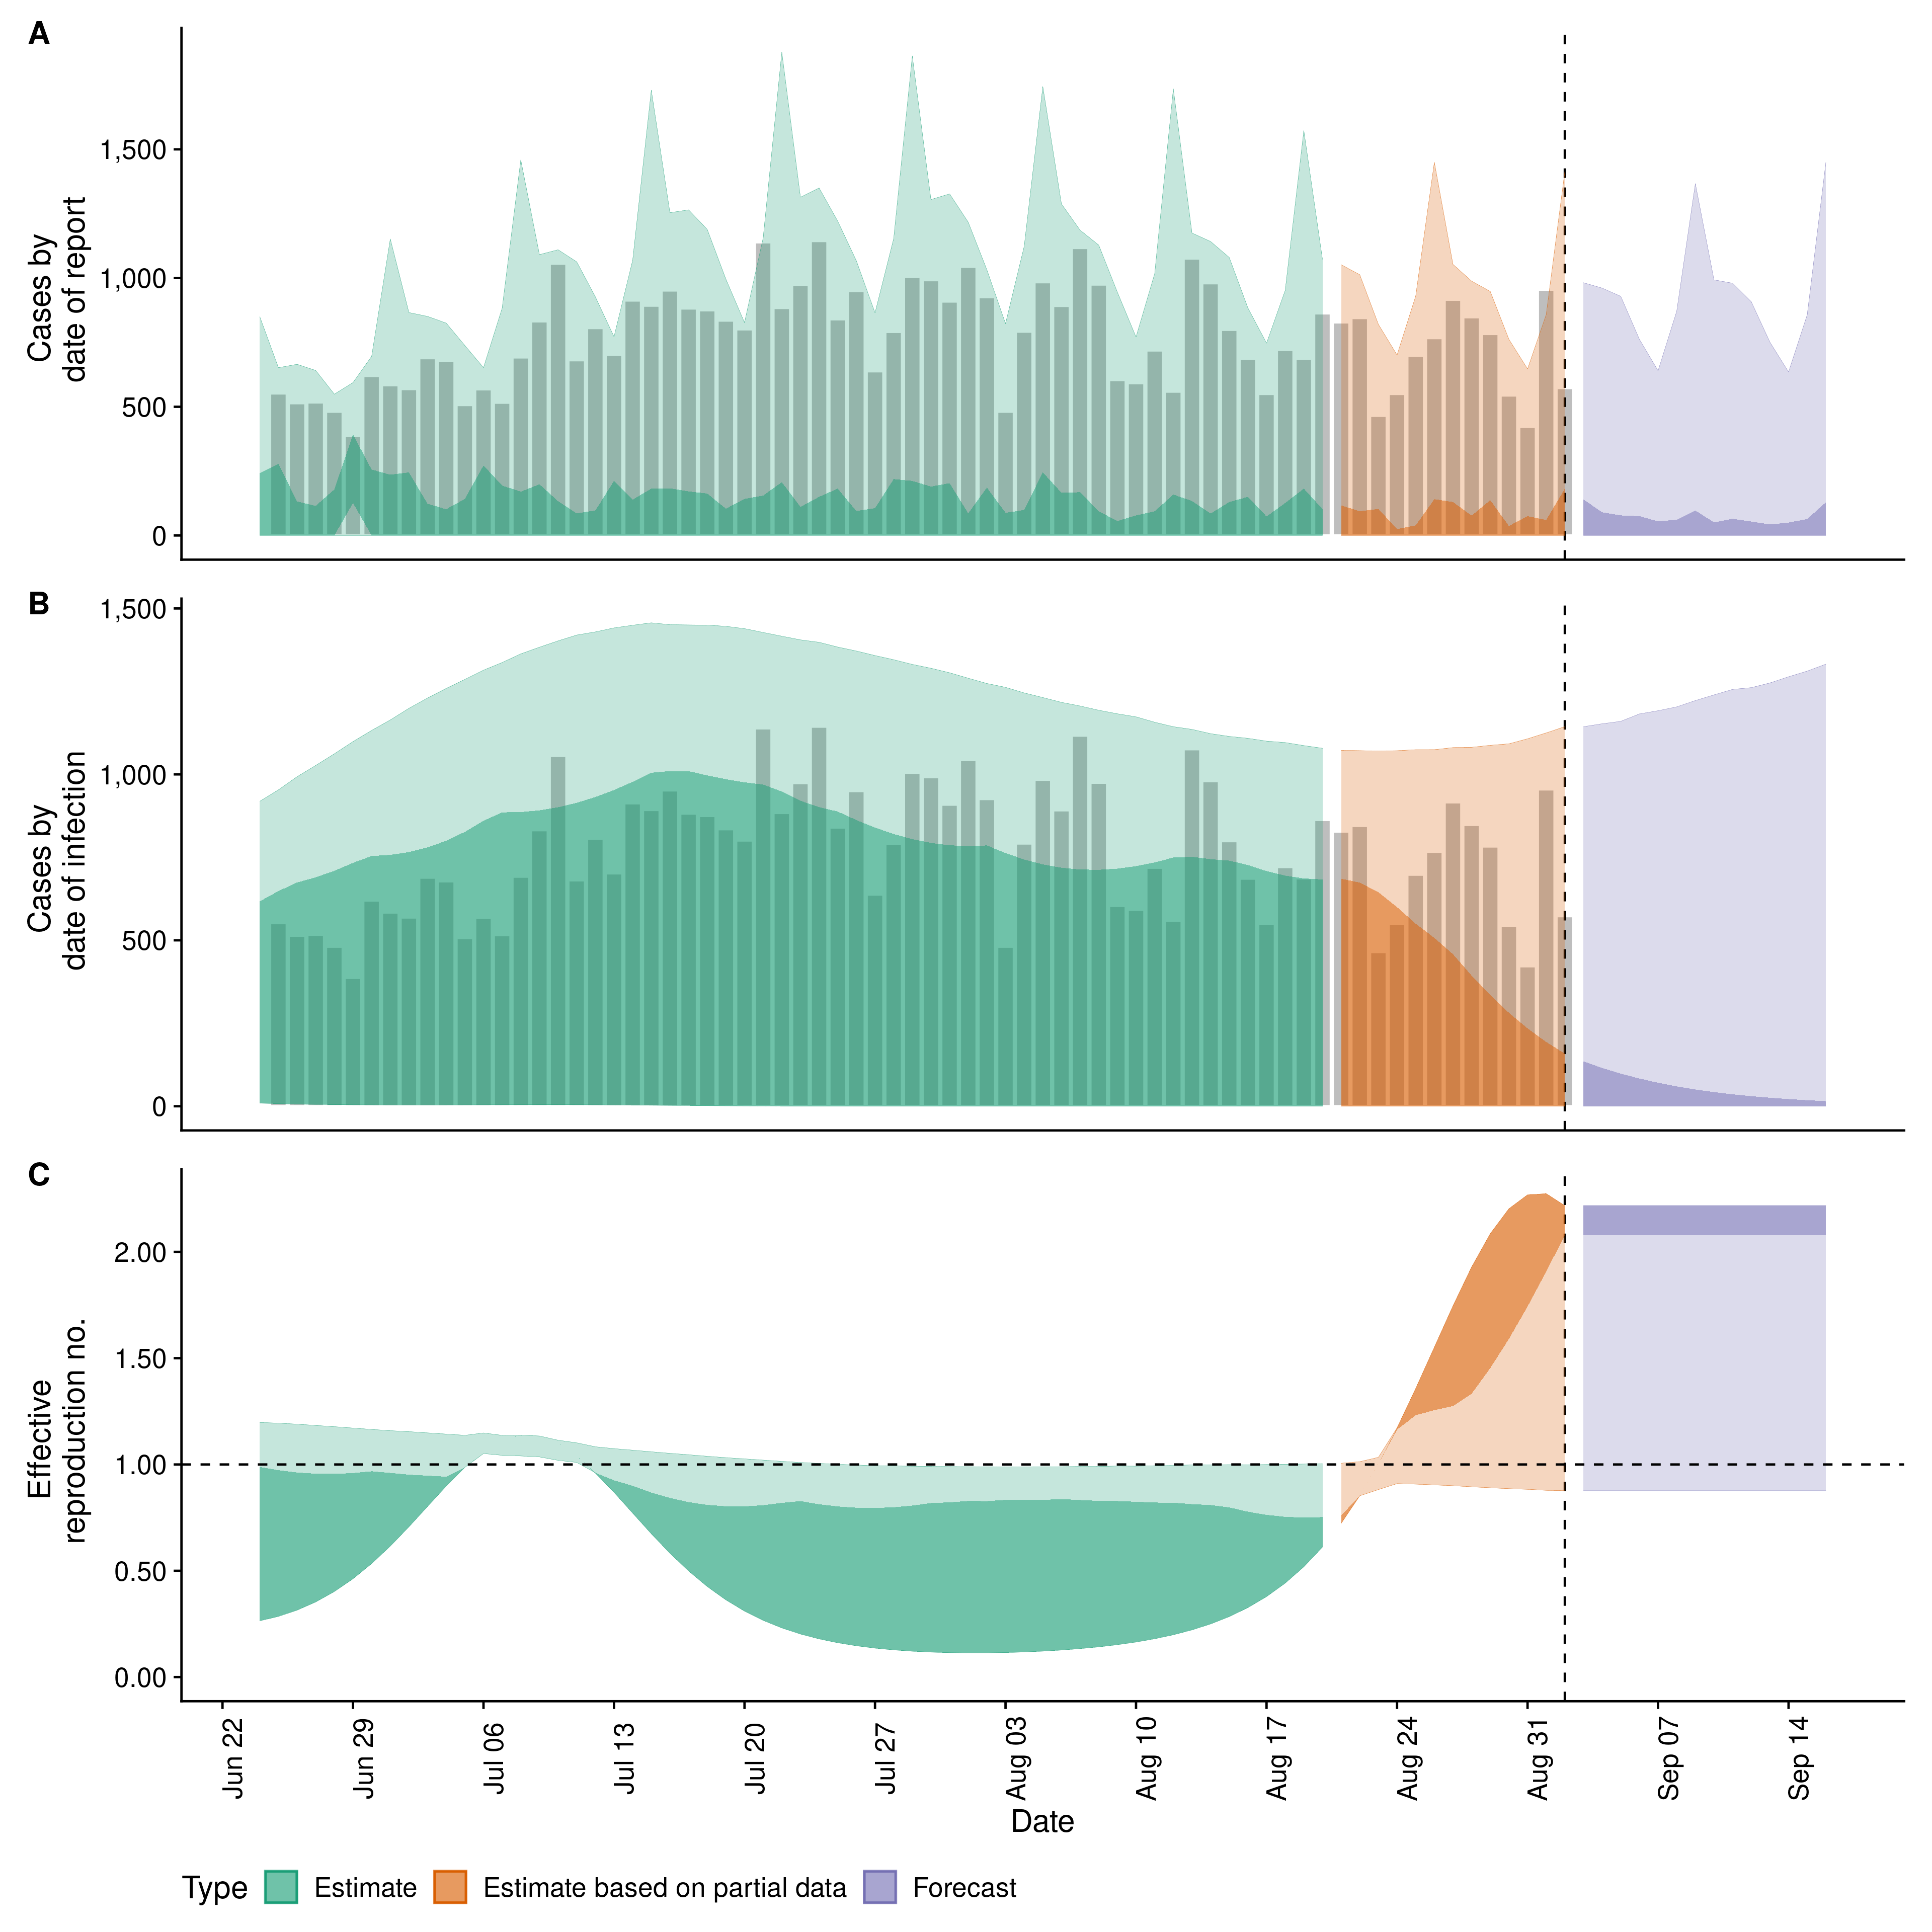 A
Cases by
date of report
1,500
1,000
500
0
B
Cases by
date of infection
1,500
1,000
500
0
C
Effective
reproduction no.
2.00
1.50
1.00
0.50
0.00
Jun 22
Jun 29
Jul 06
Jul 13
Jul 20
Jul 27
Aug 03
Aug 10
Aug 17
Aug 24
Aug 31
Sep 07
Sep 14
Date
Type Estimate Estimate based on partial data Forecast